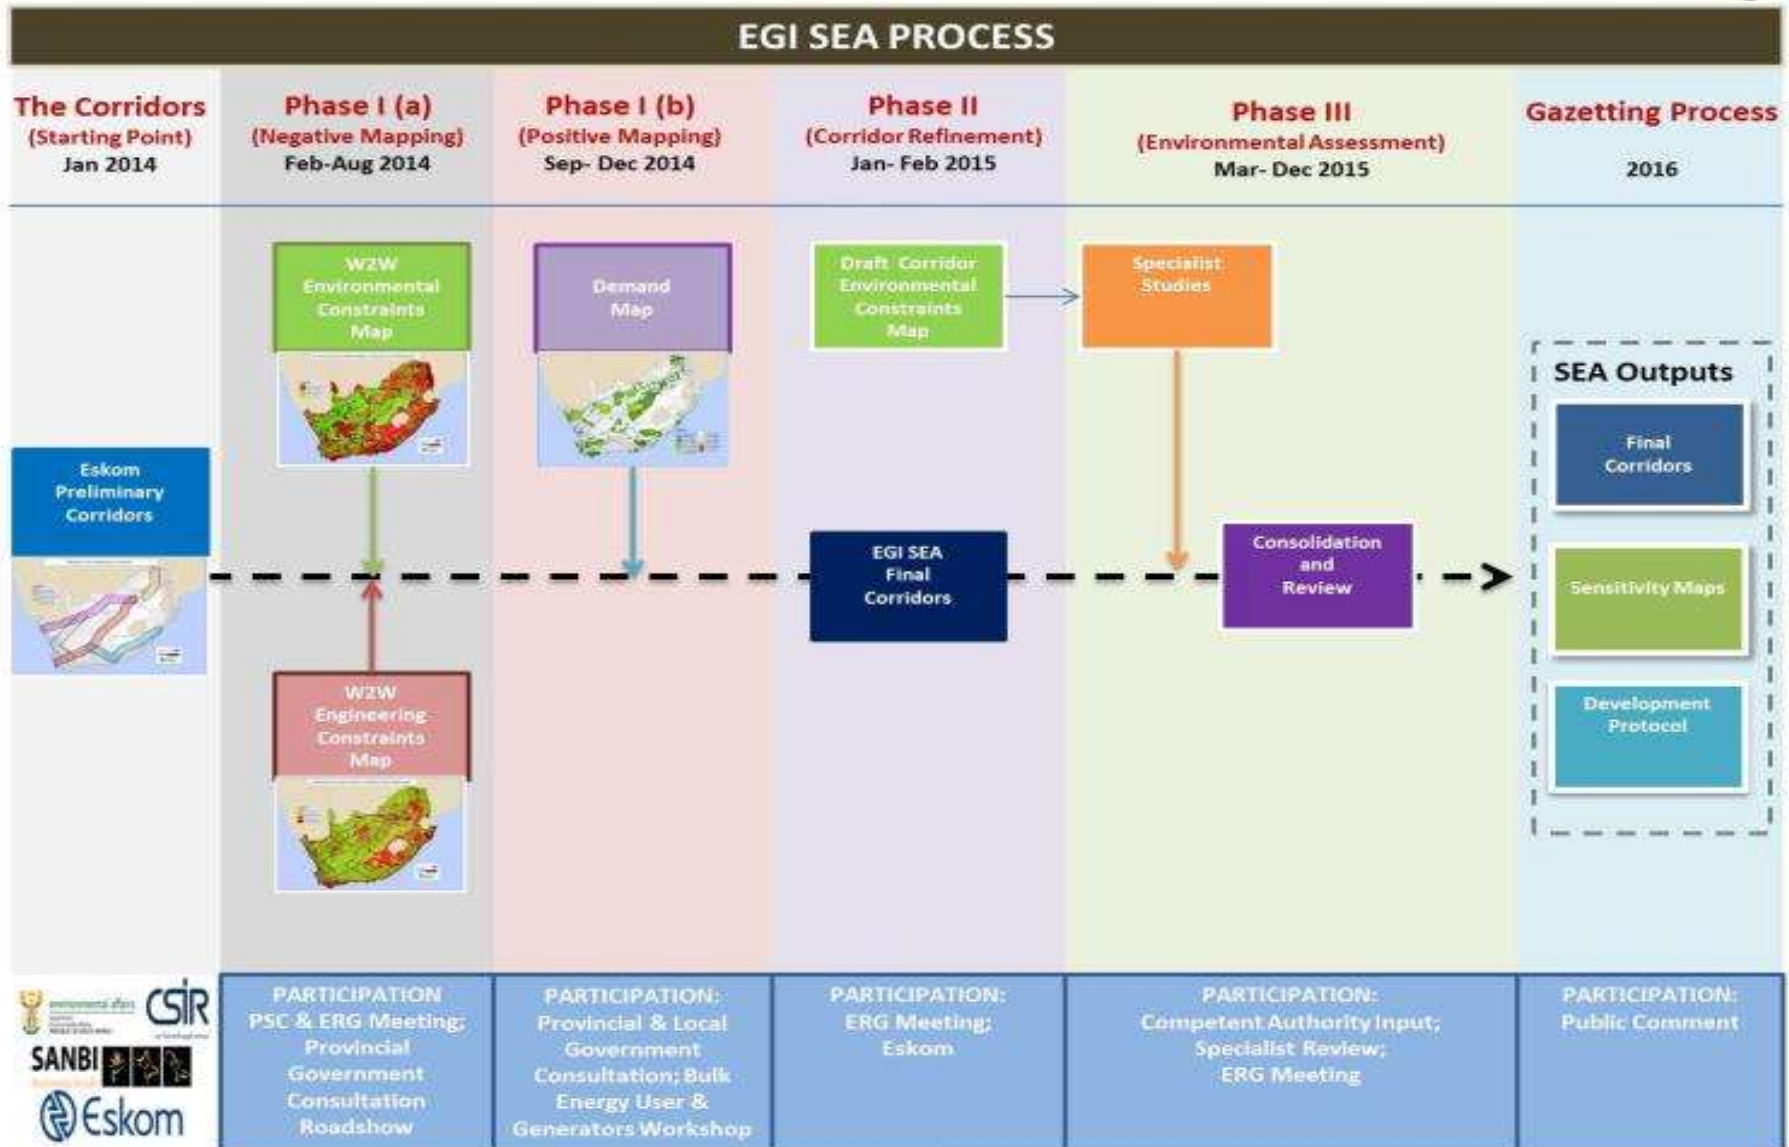 EGI SEA PROCESS
The Corridors
(Starting Point)
Jan 2014
Phase I (a)
(Negative Mapping)
Feb-Aug 2014
Phase I (b)
(Positive Mapping)
Sep- Dec 2014
Phase II
(Corridor Refinement)
Jan- Feb 2015
Phase III
(Environmental Assessment)
Mar- Dec 2015
Gazetting Process
2016
Eskom
Preliminary
Corridors
W2W
Environmental
Constraints
Map
W2W
Engineering
Constraints
Map
Demand
Map
Draft Corridor
Environmental
Constraints
Map
EGI SEA
Final
Corridors
Specialist
Studies
Consolidation
and
Review
SEA Outputs
Final
Corridors
Sensitivity Maps
Development
Protocol
environmental affairs
CSIR
SANBI
Eskom
PARTICIPATION
PSC & ERG Meeting;
Provincial
Government
Consultation
Roadshow
PARTICIPATION:
Provincial & Local
Government
Consultation; Bulk
Energy User &
Generators Workshop
PARTICIPATION:
ERG Meeting;
Eskom
PARTICIPATION:
Competent Authority Input;
Specialist Review;
ERG Meeting
PARTICIPATION:
Public Comment